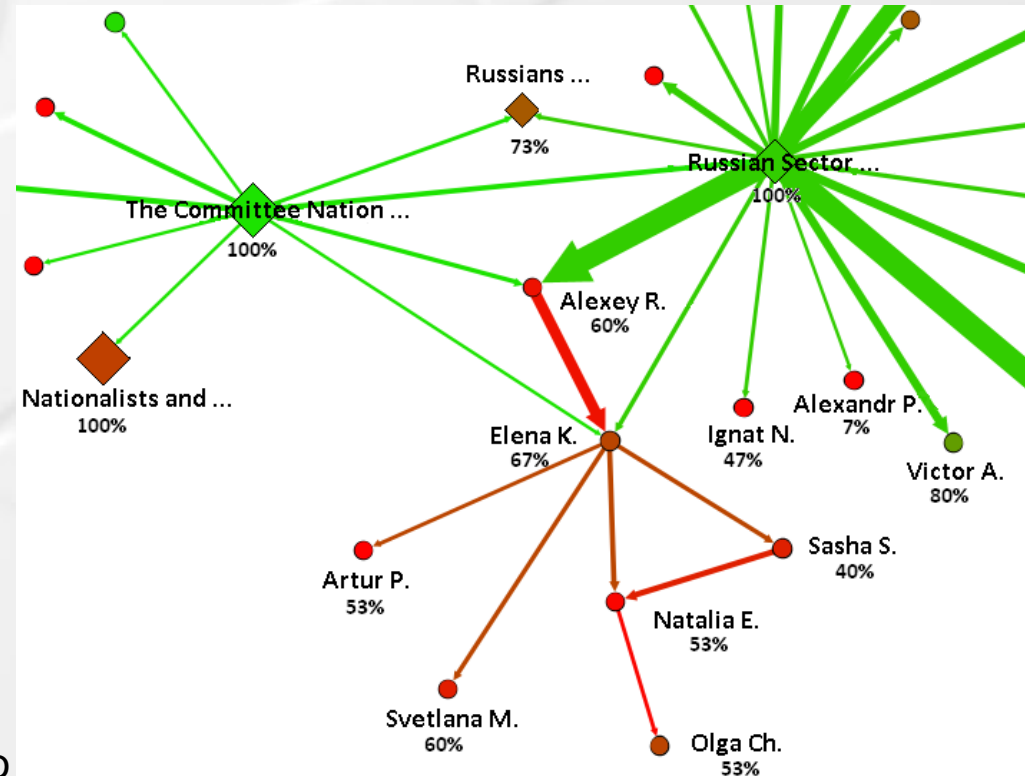 Russians ...
73%
Russian Sector ...
100%
The Committee Nation ...
100%
Alexey R.
60%
Nationalists and ...
100%
Alexandr P.
7%
Ignat N.
47%
Elena K.
67%
Victor A.
80%
Sasha S.
40%
Artur P.
53%
Natalia E.
53%
Svetlana M.
60%
Olga Ch.
53%